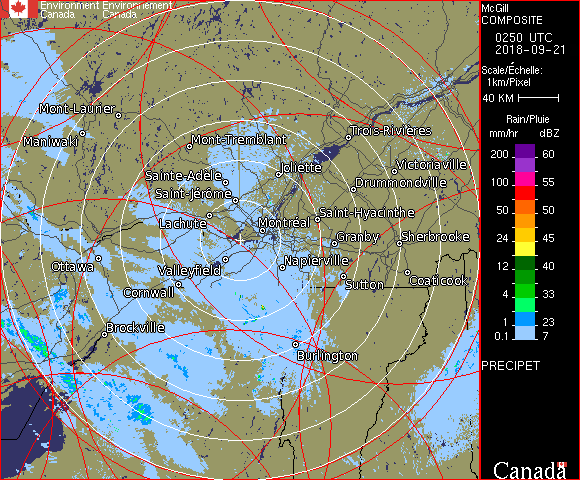 Environment Environnement
Canada Canada
McGill
COMPOSITE
0250 UTC
2018-09-21
Scale/Échelle:
1km/Pixel
40 KM
Rain/Pluie
mm/hr dBZ
200 60
100 55
50 50
24 45
12 40
4 33
1 23
0.1 7
PRECIPET
Canada
Mont-Laurier
Maniwaki
Mont-Tremblant
Trois-Rivières
Joliette
Victoriaville
Sainte-Adèle
Drummondville
Saint-Jérôme
Lachute
Saint-Hyacinthe
Montréal
Granby
Sherbrooke
Ottawa
Valleyfield
Napierville
Cornwall
Sutton
Coaticook
Brockville
Burlington